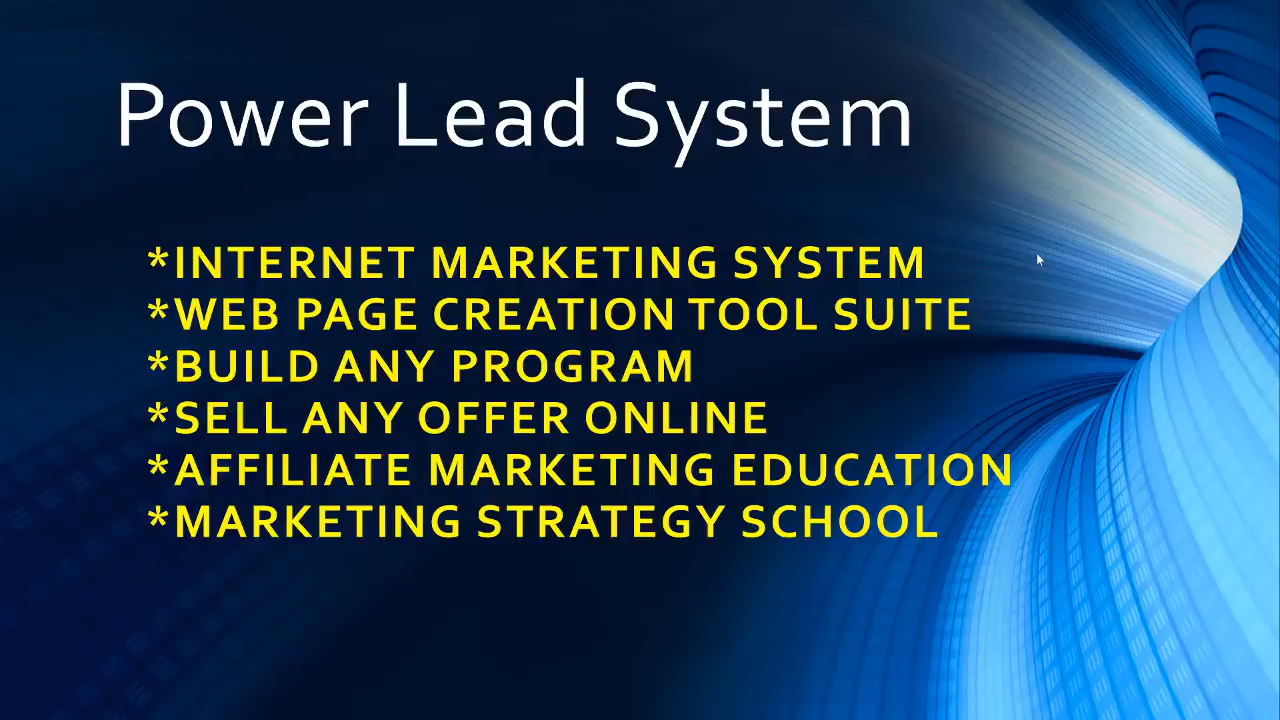 Power Lead System
*INTERNET MARKETING SYSTEM
*WEB PAGE CREATION TOOL SUITE
*BUILD ANY PROGRAM
*SELL ANY OFFER ONLINE
*AFFILIATE MARKETING EDUCATION
*MARKETING STRATEGY SCHOOL